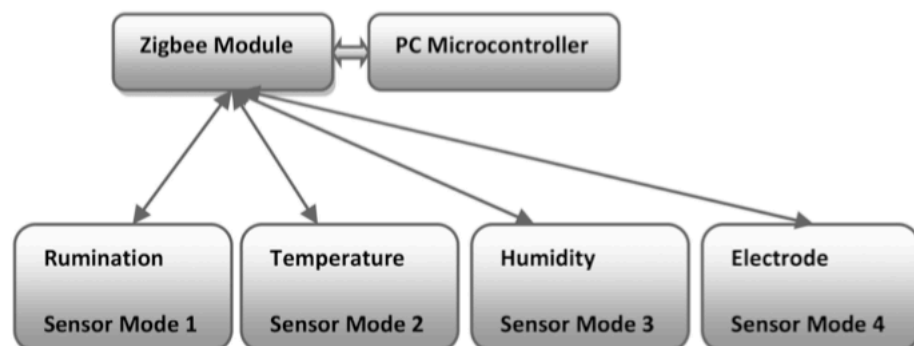 Zigbee Module
PC Microcontroller
Rumination
Sensor Mode 1
Temperature
Sensor Mode 2
Humidity
Sensor Mode 3
Electrode
Sensor Mode 4